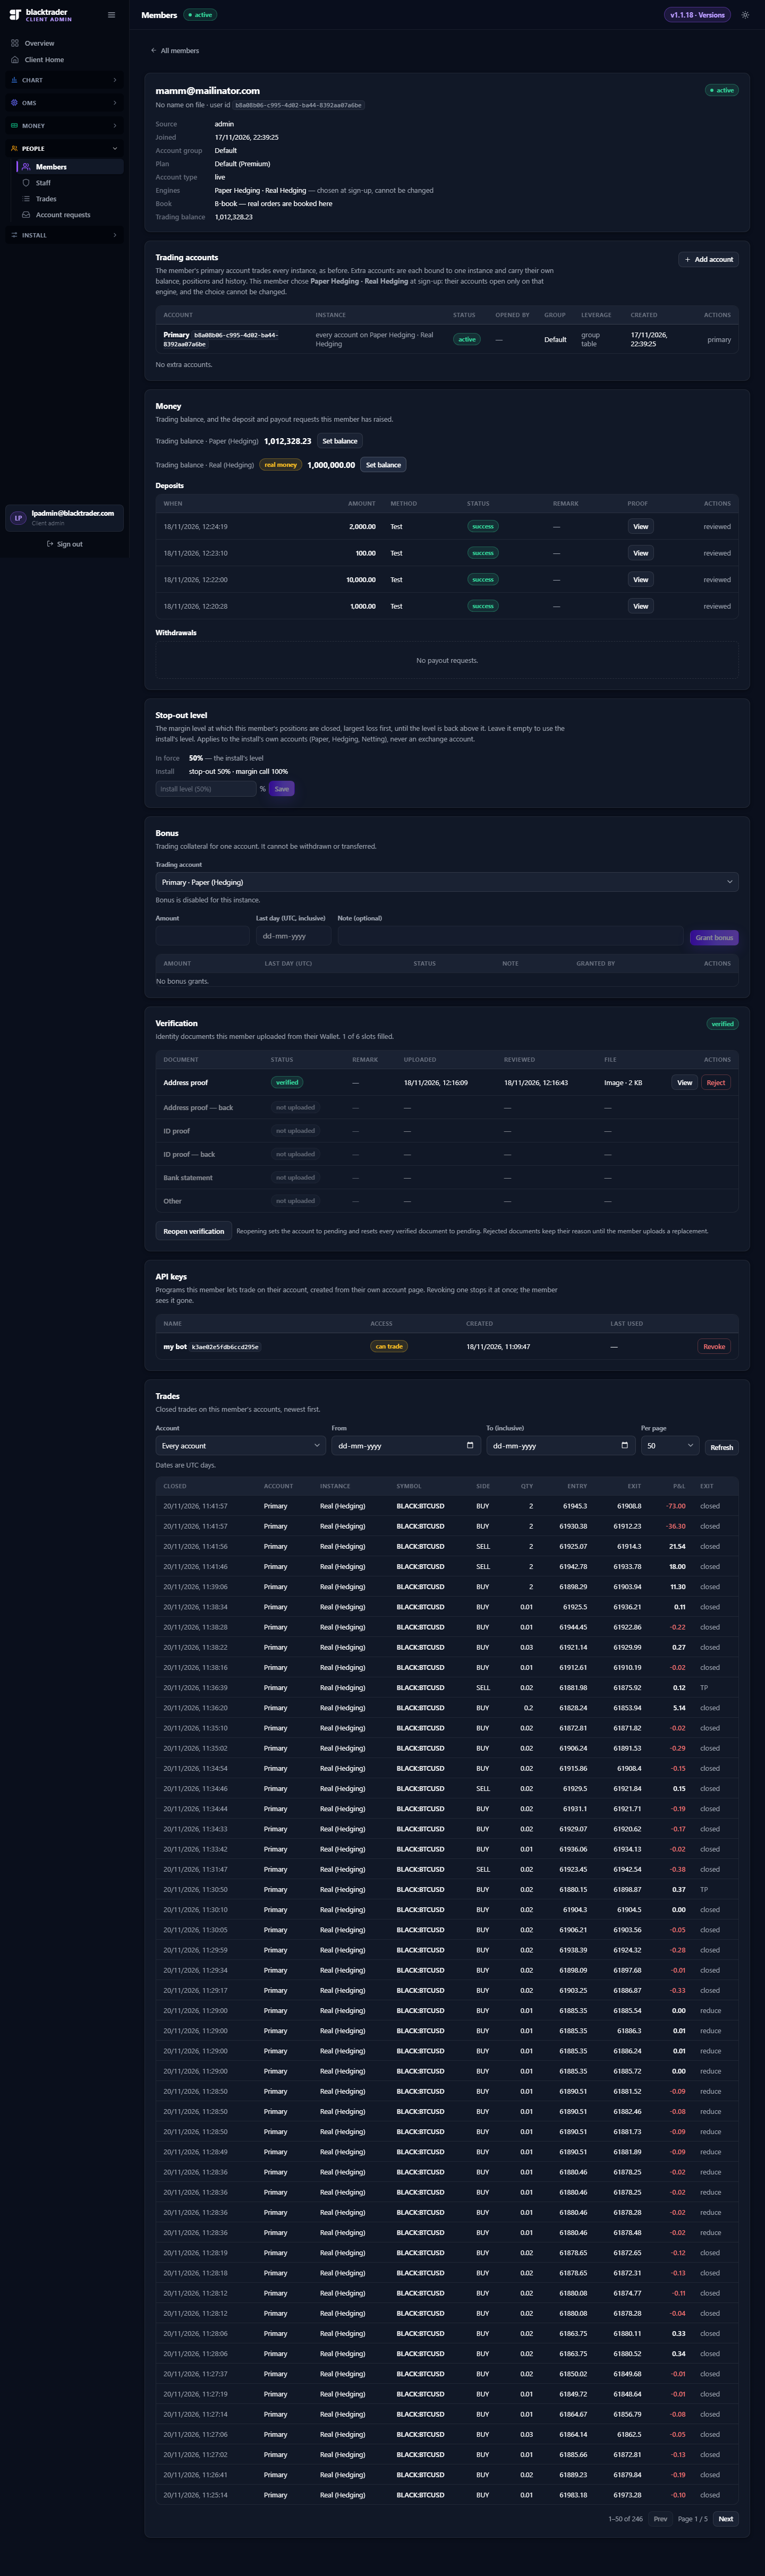 blacktrader
CLIENT ADMIN
Members active
v1.1.18 · Versions
Overview
Client Home
CHART
OMS
MONEY
PEOPLE
Members
Staff
Trades
Account requests
INSTALL
LP lpadmin@blacktrader.com
Client admin
Sign out
All members
mamm@mailinator.com active
No name on file · user id b8a08b06-c995-4d02-ba44-8392aa07a6be
Source admin
Joined 17/11/2026, 22:39:25
Account group Default
Plan Default (Premium)
Account type live
Engines Paper Hedging · Real Hedging — chosen at sign-up, cannot be changed
Book B-book — real orders are booked here
Trading balance 1,012,328.23
Trading accounts
Add account
The member's primary account trades every instance, as before. Extra accounts are each bound to one instance and carry their own
balance, positions and history. This member chose Paper Hedging · Real Hedging at sign-up; their accounts open only on that
engine, and the choice cannot be changed.
ACCOUNT INSTANCE STATUS OPENED BY GROUP LEVERAGE CREATED ACTIONS
Primary b8a08b06-c995-4d02-ba44-8392aa07a6be every account on Paper Hedging · Real Hedging active — Default group table 17/11/2026, 22:39:25 primary
No extra accounts.
Money
Trading balance, and the deposit and payout requests this member has raised.
Trading balance · Paper (Hedging) 1,012,328.23 Set balance
Trading balance · Real (Hedging) real money 1,000,000.00 Set balance
Deposits
WHEN AMOUNT METHOD STATUS REMARK PROOF ACTIONS
18/11/2026, 12:24:19 2,000.00 Test success — View reviewed
18/11/2026, 12:23:10 100.00 Test success — View reviewed
18/11/2026, 12:22:00 10,000.00 Test success — View reviewed
18/11/2026, 12:20:28 1,000.00 Test success — View reviewed
Withdrawals
No payout requests.
Stop-out level
The margin level at which this member's positions are closed, largest loss first, until the level is back above it. Leave it empty to use the
install's level. Applies to the install's own accounts (Paper, Hedging, Netting), never an exchange account.
In force 50% — the install's level
Install stop-out 50% · margin call 100%
Install level (50%) % Save
Bonus
Trading collateral for one account. It cannot be withdrawn or transferred.
Trading account
Primary · Paper (Hedging)
Bonus is disabled for this instance.
Amount Last day (UTC, inclusive) Note (optional)
dd-mm-yyyy Grant bonus
AMOUNT LAST DAY (UTC) STATUS NOTE GRANTED BY ACTIONS
No bonus grants.
Verification verified
Identity documents this member uploaded from their Wallet. 1 of 6 slots filled.
DOCUMENT STATUS REMARK UPLOADED REVIEWED FILE ACTIONS
Address proof verified — 18/11/2026, 12:16:09 18/11/2026, 12:16:43 Image · 2 KB View Reject
Address proof — back not uploaded — — — —
ID proof not uploaded — — — —
ID proof — back not uploaded — — — —
Bank statement not uploaded — — — —
Other not uploaded — — — —
Reopen verification Reopening sets the account to pending and resets every verified document to pending. Rejected documents keep their reason until the member uploads a replacement.
API keys
Programs this member lets trade on their account, created from their own account page. Revoking one stops it at once; the member
sees it gone.
NAME ACCESS CREATED LAST USED
my bot k3ae02e5fdb6ccd295e can trade 18/11/2026, 11:09:47 — Revoke
Trades
Closed trades on this member's accounts, newest first.
Account From To (inclusive) Per page
Every account dd-mm-yyyy dd-mm-yyyy 50 Refresh
Dates are UTC days.
CLOSED ACCOUNT INSTANCE SYMBOL SIDE QTY ENTRY EXIT P&L EXIT
20/11/2026, 11:41:57 Primary Real (Hedging) BLACK:BTCUSD BUY 2 61945.3 61908.8 -73.00 closed
20/11/2026, 11:41:57 Primary Real (Hedging) BLACK:BTCUSD BUY 2 61930.38 61912.23 -36.30 closed
20/11/2026, 11:41:56 Primary Real (Hedging) BLACK:BTCUSD SELL 2 61925.07 61914.3 21.54 closed
20/11/2026, 11:41:46 Primary Real (Hedging) BLACK:BTCUSD SELL 2 61942.78 61933.78 18.00 closed
20/11/2026, 11:39:06 Primary Real (Hedging) BLACK:BTCUSD BUY 2 61898.29 61903.94 11.30 closed
20/11/2026, 11:38:34 Primary Real (Hedging) BLACK:BTCUSD BUY 0.01 61925.5 61936.21 0.11 closed
20/11/2026, 11:38:28 Primary Real (Hedging) BLACK:BTCUSD BUY 0.01 61944.45 61922.86 -0.22 closed
20/11/2026, 11:38:22 Primary Real (Hedging) BLACK:BTCUSD BUY 0.03 61921.14 61929.99 0.27 closed
20/11/2026, 11:38:16 Primary Real (Hedging) BLACK:BTCUSD BUY 0.01 61912.61 61910.19 -0.02 closed
20/11/2026, 11:36:39 Primary Real (Hedging) BLACK:BTCUSD SELL 0.02 61881.98 61875.92 0.12 TP
20/11/2026, 11:36:20 Primary Real (Hedging) BLACK:BTCUSD BUY 0.2 61828.24 61853.94 5.14 closed
20/11/2026, 11:35:10 Primary Real (Hedging) BLACK:BTCUSD BUY 0.02 61872.81 61871.82 -0.02 closed
20/11/2026, 11:35:02 Primary Real (Hedging) BLACK:BTCUSD BUY 0.02 61906.24 61891.53 -0.29 closed
20/11/2026, 11:34:54 Primary Real (Hedging) BLACK:BTCUSD BUY 0.02 61915.86 61908.4 -0.15 closed
20/11/2026, 11:34:46 Primary Real (Hedging) BLACK:BTCUSD SELL 0.02 61929.5 61921.84 0.15 closed
20/11/2026, 11:34:44 Primary Real (Hedging) BLACK:BTCUSD BUY 0.02 61931.1 61921.71 -0.19 closed
20/11/2026, 11:34:33 Primary Real (Hedging) BLACK:BTCUSD BUY 0.02 61929.07 61920.62 -0.17 closed
20/11/2026, 11:33:42 Primary Real (Hedging) BLACK:BTCUSD BUY 0.01 61936.06 61934.13 -0.02 closed
20/11/2026, 11:31:47 Primary Real (Hedging) BLACK:BTCUSD SELL 0.02 61923.45 61942.54 -0.38 closed
20/11/2026, 11:30:50 Primary Real (Hedging) BLACK:BTCUSD BUY 0.02 61880.15 61898.87 0.37 TP
20/11/2026, 11:30:10 Primary Real (Hedging) BLACK:BTCUSD BUY 0.02 61904.3 61904.5 0.00 closed
20/11/2026, 11:30:05 Primary Real (Hedging) BLACK:BTCUSD BUY 0.02 61906.21 61903.56 -0.05 closed
20/11/2026, 11:29:59 Primary Real (Hedging) BLACK:BTCUSD BUY 0.02 61938.39 61924.32 -0.28 closed
20/11/2026, 11:29:34 Primary Real (Hedging) BLACK:BTCUSD BUY 0.02 61898.09 61897.68 -0.01 closed
20/11/2026, 11:29:17 Primary Real (Hedging) BLACK:BTCUSD BUY 0.02 61903.25 61886.87 -0.33 closed
20/11/2026, 11:29:00 Primary Real (Hedging) BLACK:BTCUSD BUY 0.01 61885.35 61885.54 0.00 reduce
20/11/2026, 11:29:00 Primary Real (Hedging) BLACK:BTCUSD BUY 0.01 61885.35 61886.3 0.01 reduce
20/11/2026, 11:29:00 Primary Real (Hedging) BLACK:BTCUSD BUY 0.01 61885.35 61886.24 0.01 reduce
20/11/2026, 11:29:00 Primary Real (Hedging) BLACK:BTCUSD BUY 0.01 61885.35 61885.72 0.00 reduce
20/11/2026, 11:28:50 Primary Real (Hedging) BLACK:BTCUSD BUY 0.01 61890.51 61881.52 -0.09 reduce
20/11/2026, 11:28:50 Primary Real (Hedging) BLACK:BTCUSD BUY 0.01 61890.51 61882.46 -0.08 reduce
20/11/2026, 11:28:50 Primary Real (Hedging) BLACK:BTCUSD BUY 0.01 61890.51 61881.73 -0.09 reduce
20/11/2026, 11:28:49 Primary Real (Hedging) BLACK:BTCUSD BUY 0.01 61890.51 61881.89 -0.09 reduce
20/11/2026, 11:28:36 Primary Real (Hedging) BLACK:BTCUSD BUY 0.01 61880.46 61878.25 -0.02 reduce
20/11/2026, 11:28:36 Primary Real (Hedging) BLACK:BTCUSD BUY 0.01 61880.46 61878.25 -0.02 reduce
20/11/2026, 11:28:36 Primary Real (Hedging) BLACK:BTCUSD BUY 0.01 61880.46 61878.28 -0.02 reduce
20/11/2026, 11:28:36 Primary Real (Hedging) BLACK:BTCUSD BUY 0.01 61880.46 61878.48 -0.02 reduce
20/11/2026, 11:28:19 Primary Real (Hedging) BLACK:BTCUSD BUY 0.02 61878.65 61872.65 -0.12 closed
20/11/2026, 11:28:18 Primary Real (Hedging) BLACK:BTCUSD BUY 0.02 61878.65 61872.31 -0.13 closed
20/11/2026, 11:28:12 Primary Real (Hedging) BLACK:BTCUSD BUY 0.02 61880.08 61874.77 -0.11 closed
20/11/2026, 11:28:12 Primary Real (Hedging) BLACK:BTCUSD BUY 0.02 61880.08 61878.28 -0.04 closed
20/11/2026, 11:28:06 Primary Real (Hedging) BLACK:BTCUSD BUY 0.02 61863.75 61880.11 0.33 closed
20/11/2026, 11:28:06 Primary Real (Hedging) BLACK:BTCUSD BUY 0.02 61863.75 61880.52 0.34 closed
20/11/2026, 11:27:37 Primary Real (Hedging) BLACK:BTCUSD BUY 0.02 61850.02 61849.68 -0.01 closed
20/11/2026, 11:27:19 Primary Real (Hedging) BLACK:BTCUSD BUY 0.01 61849.72 61848.64 -0.01 closed
20/11/2026, 11:27:14 Primary Real (Hedging) BLACK:BTCUSD BUY 0.01 61864.67 61856.79 -0.08 closed
20/11/2026, 11:27:06 Primary Real (Hedging) BLACK:BTCUSD BUY 0.03 61864.14 61862.5 -0.05 closed
20/11/2026, 11:27:02 Primary Real (Hedging) BLACK:BTCUSD BUY 0.01 61885.66 61872.81 -0.13 closed
20/11/2026, 11:26:41 Primary Real (Hedging) BLACK:BTCUSD BUY 0.02 61889.23 61879.84 -0.19 closed
20/11/2026, 11:25:14 Primary Real (Hedging) BLACK:BTCUSD BUY 0.01 61983.18 61973.28 -0.10 closed
1–50 of 246 Prev Page 1 / 5 Next